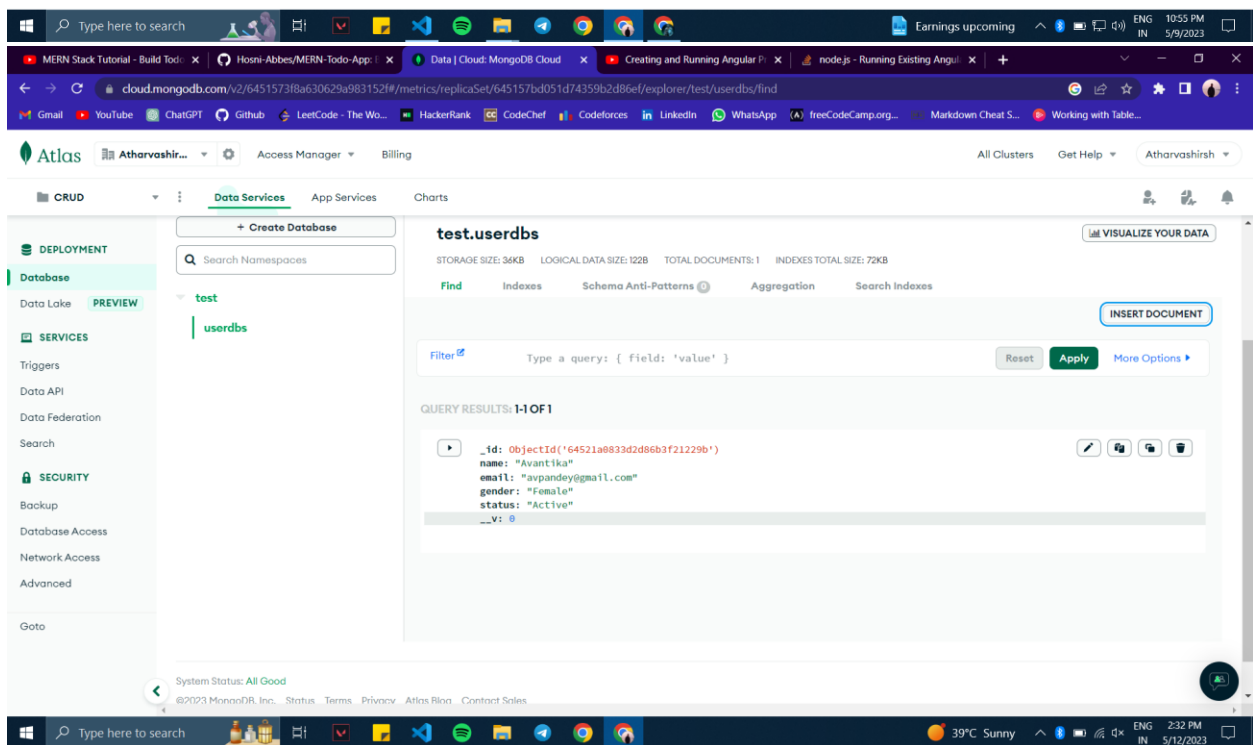 Type here to search
Earnings upcoming
ENG
IN
10:55 PM
5/9/2023
MERN Stack Tutorial - Build Todo
Hosni-Abbes/MERN-Todo-App:
Data | Cloud: MongoDB Cloud
Creating and Running Angular Pr
node.js - Running Existing Angul
cloud.mongodb.com/v2/6451573f8a630629a983152f#/metrics/replicaSet/645157bd051d74359b2d86ef/explorer/test/userdbs/find
Gmail
YouTube
ChatGPT
Github
LeetCode - The Wo...
HackerRank
CodeChef
Codeforces
LinkedIn
WhatsApp
freeCodeCamp.org...
Markdown Cheat S...
Working with Table...
Atlas
Atharvashir...
Access Manager
Billing
All Clusters
Get Help
Atharvashirsh
CRUD
Data Services
App Services
Charts
DEPLOYMENT
Database
Data Lake PREVIEW
SERVICES
Triggers
Data API
Data Federation
Search
SECURITY
Backup
Database Access
Network Access
Advanced
Goto
+ Create Database
Search Namespaces
test
userdbs
test.userdbs
VISUALIZE YOUR DATA
STORAGE SIZE: 36KB LOGICAL DATA SIZE: 122B TOTAL DOCUMENTS: 1 INDEXES TOTAL SIZE: 72KB
Find
Indexes
Schema Anti-Patterns 0
Aggregation
Search Indexes
INSERT DOCUMENT
Filter
Type a query: { field: 'value' }
Reset
Apply
More Options
QUERY RESULTS: 1-1 OF 1
_id: ObjectId('64521a0833d2d86b3f21229b')
name: "Avantika"
email: "avpandey@gmail.com"
gender: "Female"
status: "Active"
__v: 0
System Status: All Good
©2023 MongoDB, Inc. Status Terms Privacy Atlas Blog Contact Sales
Type here to search
39°C Sunny
ENG
IN
2:32 PM
5/12/2023